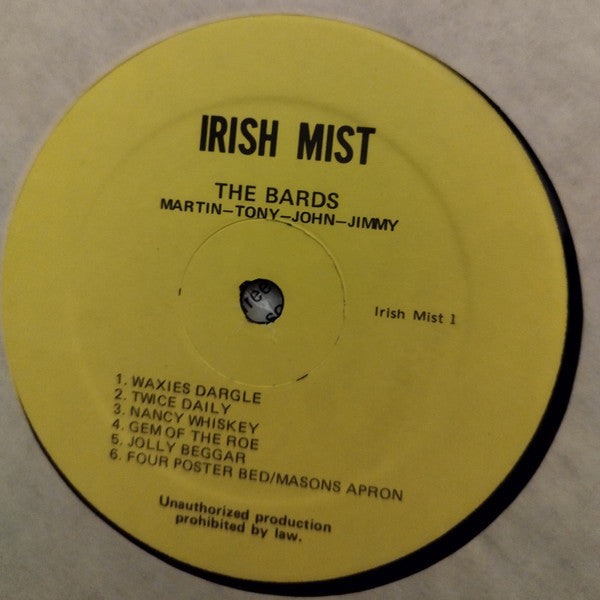 IRISH MIST
THE BARDS
MARTIN—TONY—JOHN—JIMMY
Irish Mist 1
1. WAXIES DARGLE
2. TWICE DAILY
3. NANCY WHISKEY
4. GEM OF THE ROE
5. JOLLY BEGGAR
6. FOUR POSTER BED/MASONS APRON
Unauthorized production
prohibited by law.